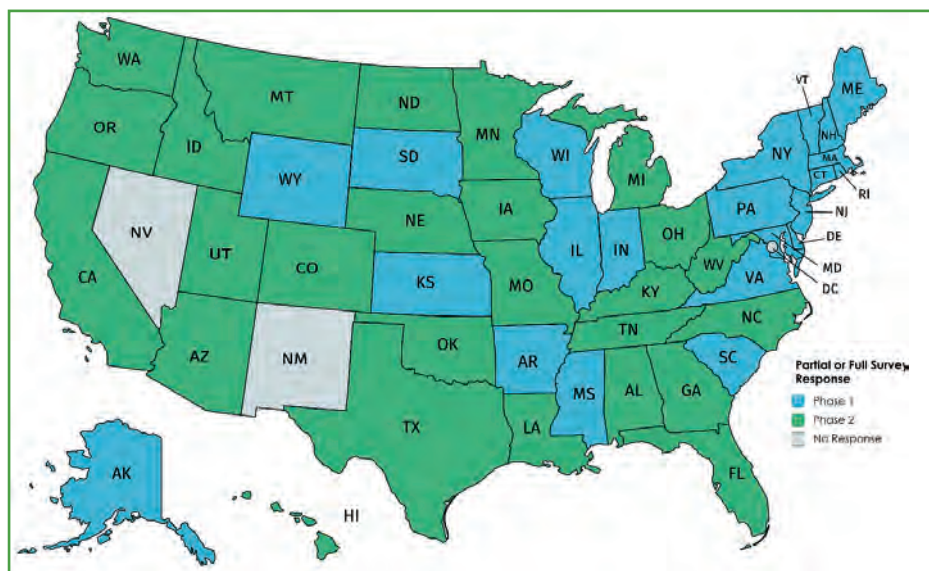 WA
MT
ND
MN
VT
ME
OR
ID
SD
WI
NY
NH
MA
CT
RI
WY
MI
PA
NJ
NV
NE
IA
IL
IN
OH
DE
CA
UT
CO
KS
MO
WV
VA
MD
KY
DC
AZ
NM
OK
AR
TN
NC
SC
MS
AL
GA
TX
LA
FL
AK
HI
Partial or Full Survey
Response
Phase 1
Phase 2
No Response